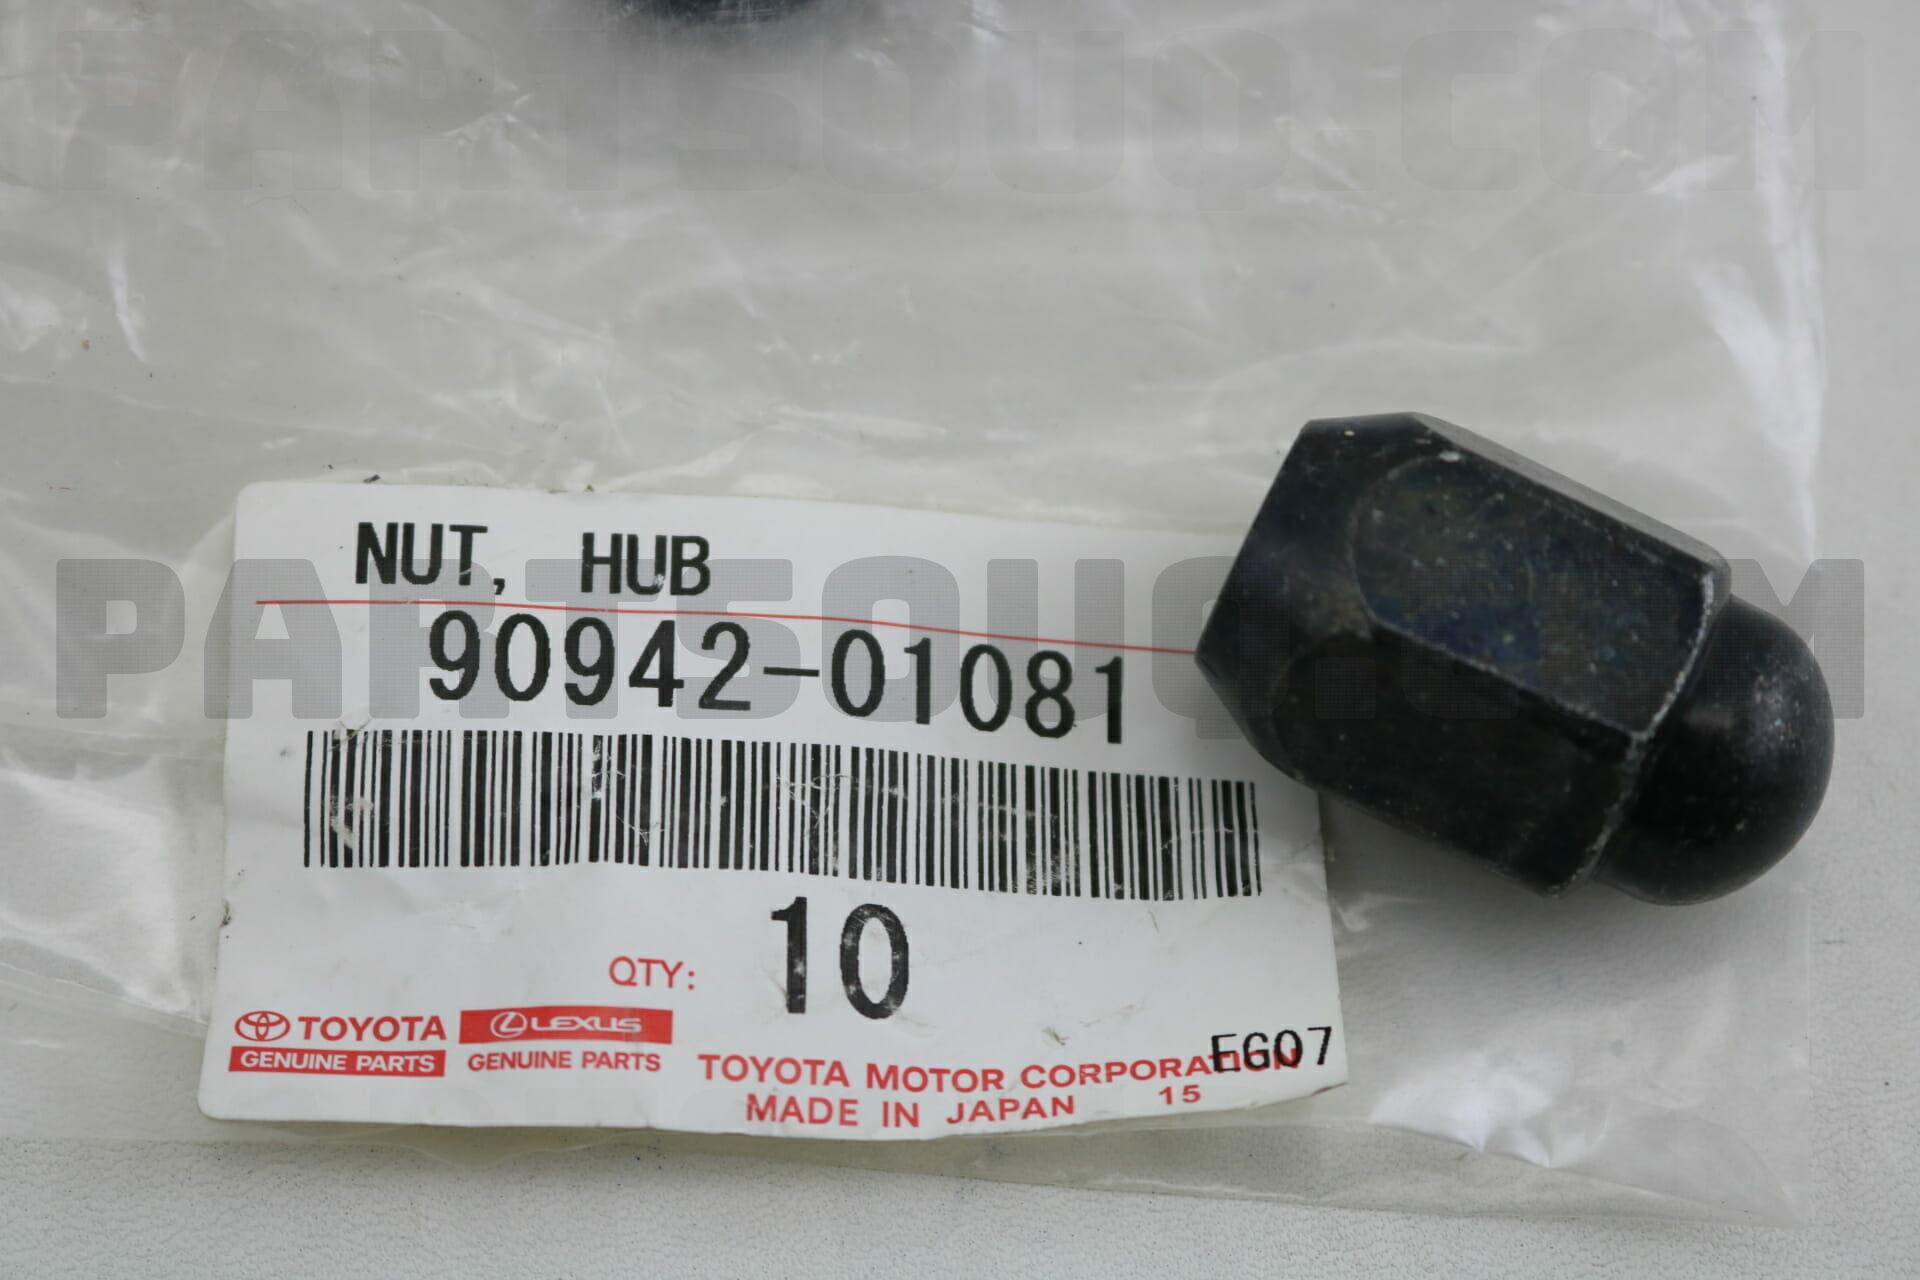 PARTSOUQ.COM
NUT, HUB
PARTSOUQ.COM
90942-01081
QTY: 10
TOYOTA LEXUS
GENUINE PARTS GENUINE PARTS
EG07
TOYOTA MOTOR CORPORATION
MADE IN JAPAN 15